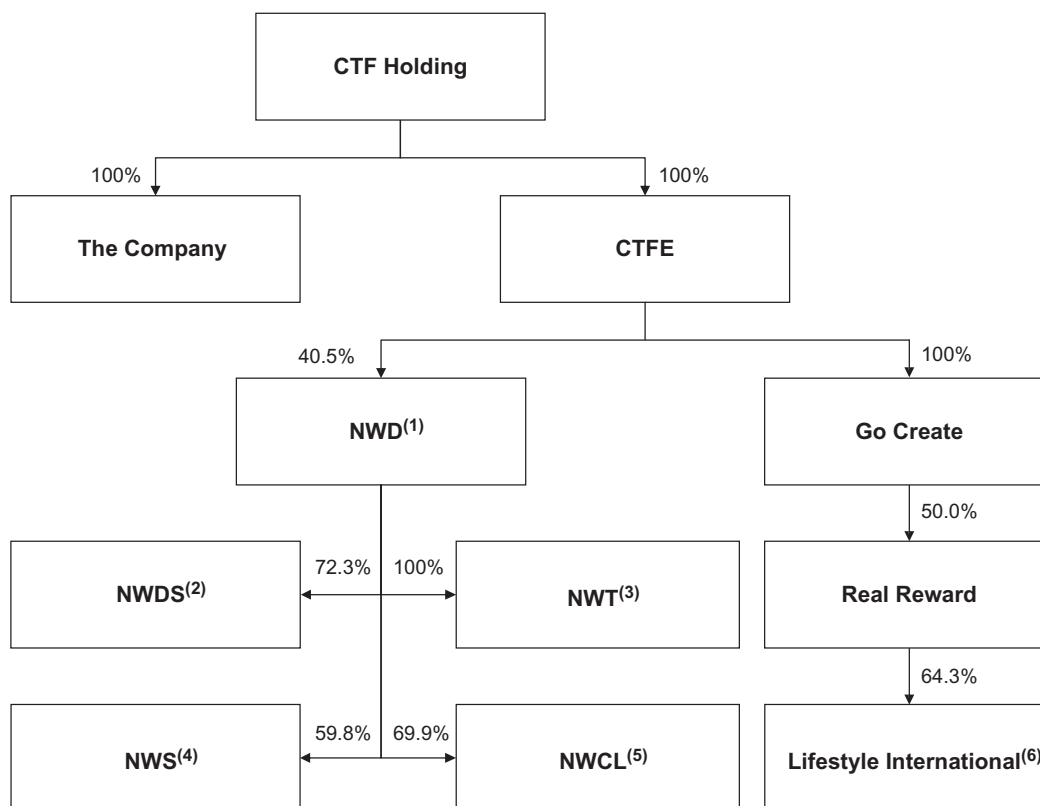 CTF Holding
100%
100%
The Company
CTFE
40.5%
100%
NWD(1)
Go Create
50.0%
72.3%
100%
NWDS(2)
NWT(3)
Real Reward
64.3%
59.8%
69.9%
NWS(4)
NWCL(5)
Lifestyle International(6)